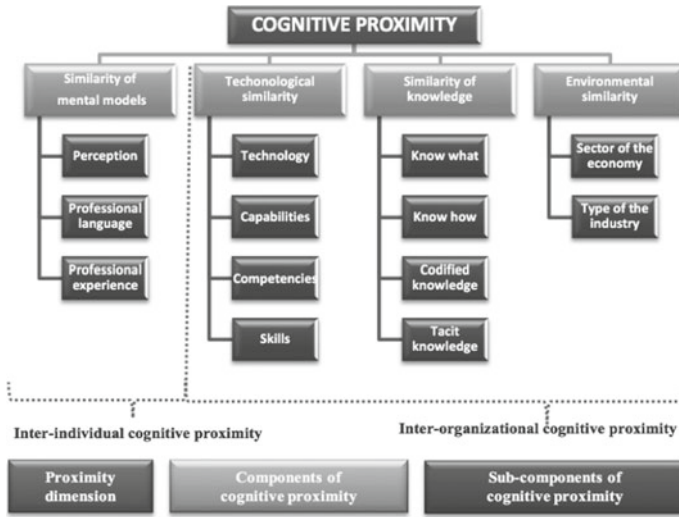 COGNITIVE PROXIMITY
Similarity of
mental models
Perception
Professional
language
Professional
experience
Techonological
similarity
Technology
Capabilities
Competencies
Skills
Similarity of
knowledge
Know what
Know how
Codified
knowledge
Tacit
knowledge
Environmental
similarity
Sector of the
economy
Type of the
industry
Inter-individual cognitive proximity
Inter-organizational cognitive proximity
Proximity
dimension
Components of
cognitive proximity
Sub-components of
cognitive proximity